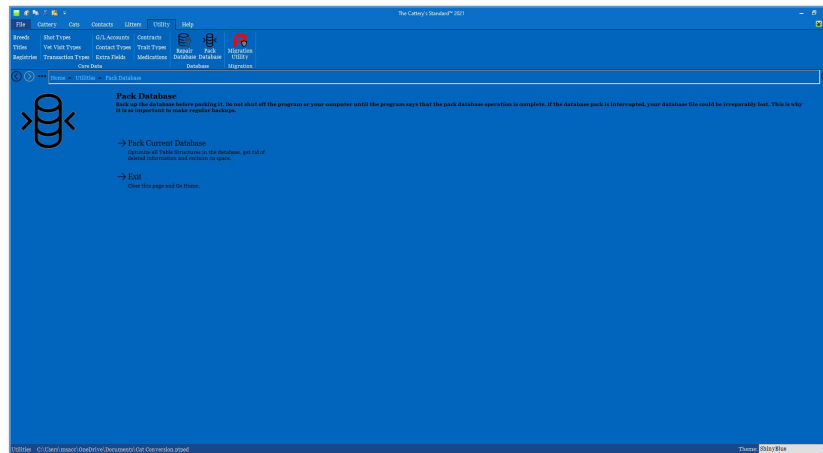 The Cattery's Standard™ 2021
File Cattery Cats Contacts Litters Utility Help
Breeds Shot Types G/L Accounts Contracts
Titles Vet Visit Types Contact Types Trait Types
Registries Transaction Types Extra Fields Medications
Repair Database Pack Database Migration Utility
Core Data Database Migration
Home Utilities Pack Database
Pack Database
Back up the database before packing it. Do not shut off the program or your computer until the program says that the pack database operation is complete. If the database pack is interrupted, your database file could be irreparably lost. This is why
it is so important to make regular backups.
Pack Current Database
Optimize all Table Structures in the database, get rid of
deleted information and reclaim its space.
Exit
Close this page and Go Home.
Utilities C:\Users\msacc\OneDrive\Documents\Cat Conversion.ptped Theme: ShinyBlue